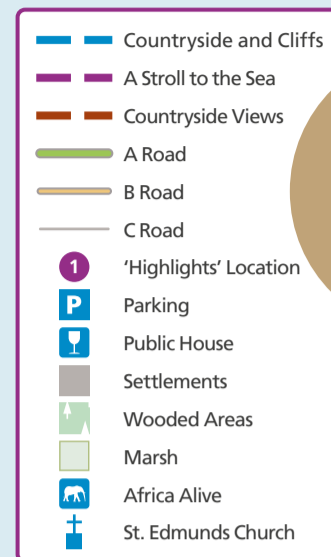 Countryside and Cliffs
A Stroll to the Sea
Countryside Views
A Road
B Road
C Road
1 ‘Highlights’ Location
P Parking
Public House
Settlements
Wooded Areas
Marsh
Africa Alive
St. Edmunds Church